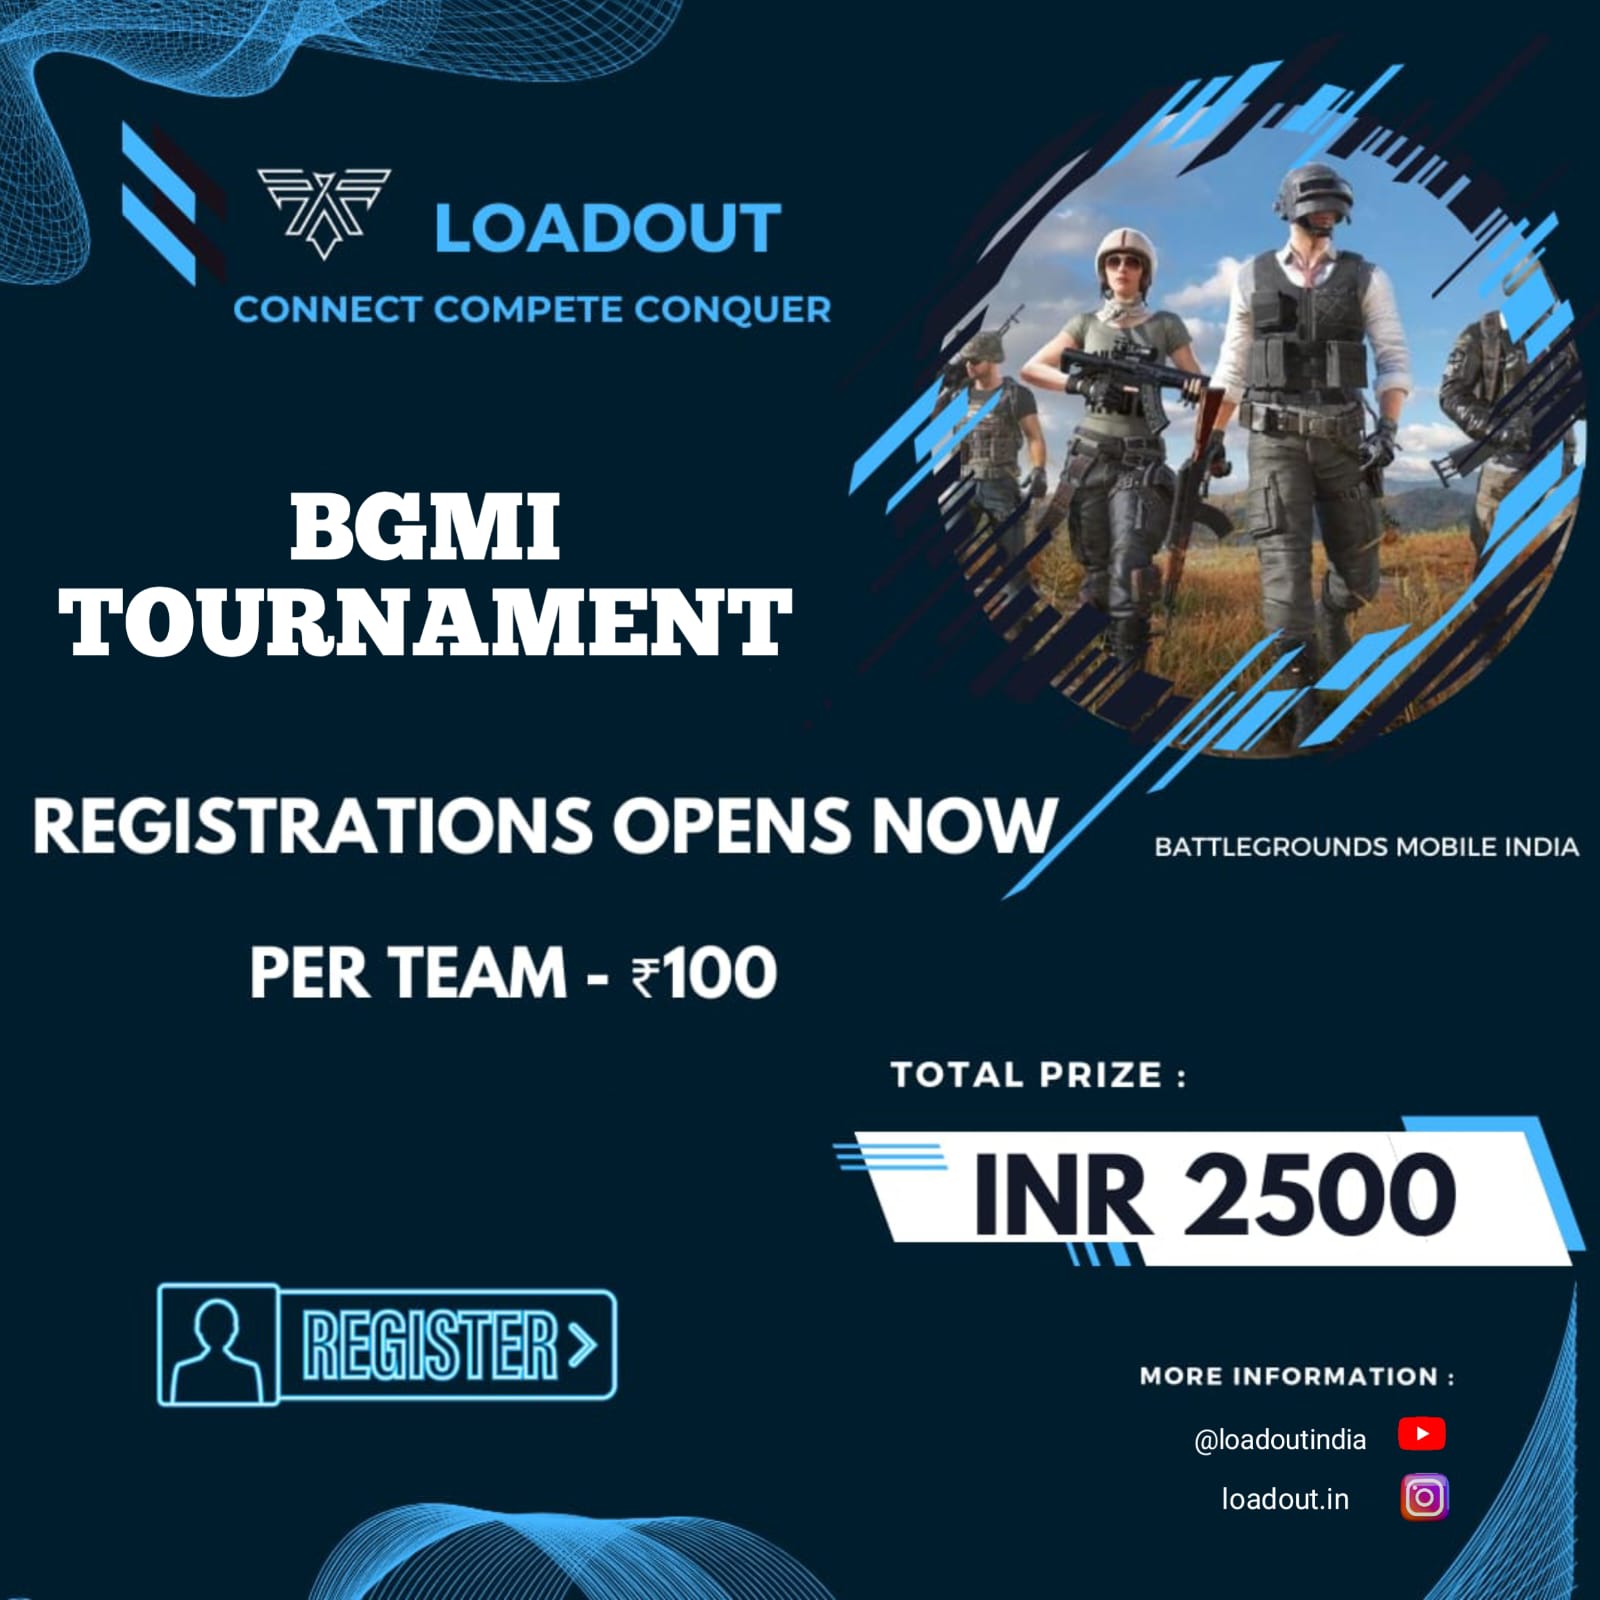 LOADOUT
CONNECT COMPETE CONQUER
BGMI
TOURNAMENT
REGISTRATIONS OPENS NOW
BATTLEGROUNDS MOBILE INDIA
PER TEAM - ₹100
TOTAL PRIZE :
INR 2500
REGISTER >
MORE INFORMATION :
@loadoutindia
loadout.in